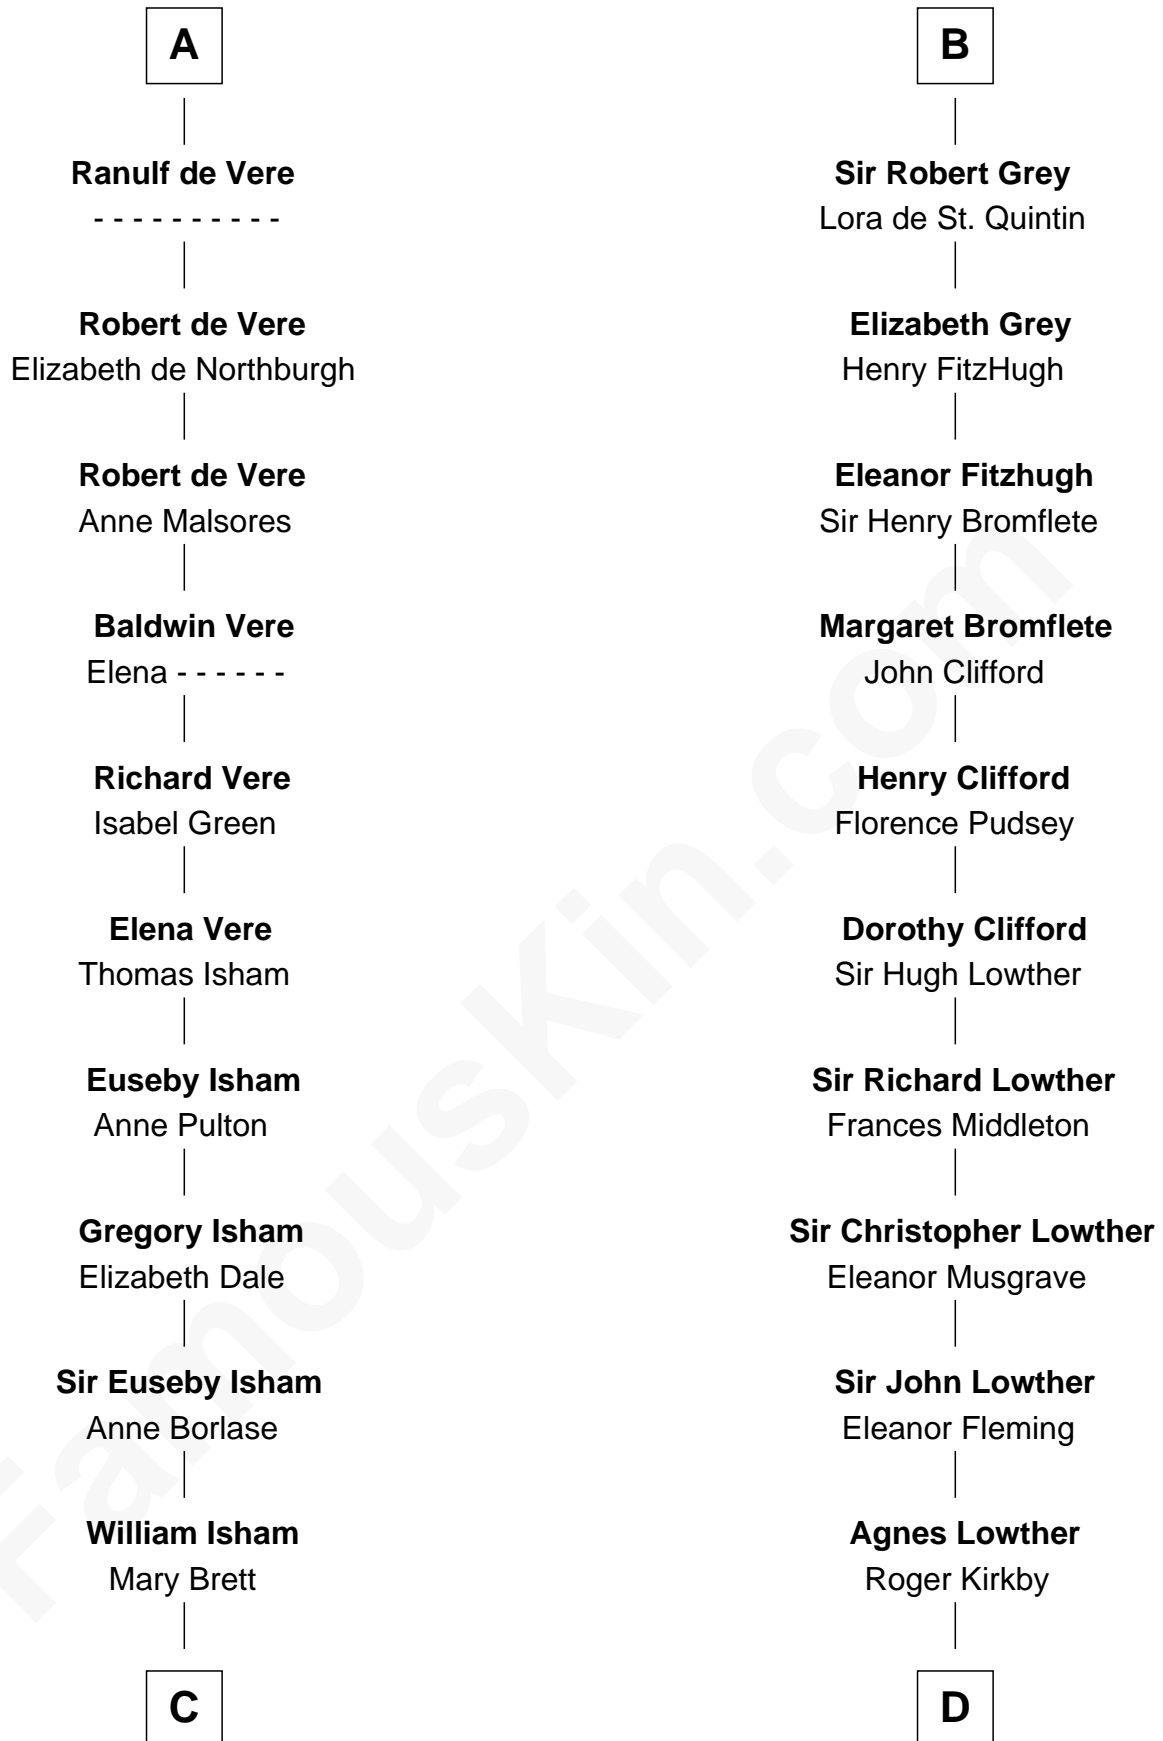 A
Ranulf de Vere
- - - - - - - - - -
Robert de Vere
Elizabeth de Northburgh
Robert de Vere
Anne Malsores
Baldwin Vere
Elena - - - - - -
Richard Vere
Isabel Green
Elena Vere
Thomas Isham
Euseby Isham
Anne Pulton
Gregory Isham
Elizabeth Dale
Sir Euseby Isham
Anne Borlase
William Isham
Mary Brett
C
B
Sir Robert Grey
Lora de St. Quintin
Elizabeth Grey
Henry FitzHugh
Eleanor Fitzhugh
Sir Henry Bromflete
Margaret Bromflete
John Clifford
Henry Clifford
Florence Pudsey
Dorothy Clifford
Sir Hugh Lowther
Sir Richard Lowther
Frances Middleton
Sir Christopher Lowther
Eleanor Musgrave
Sir John Lowther
Eleanor Fleming
Agnes Lowther
Roger Kirkby
D
FamousKin.com